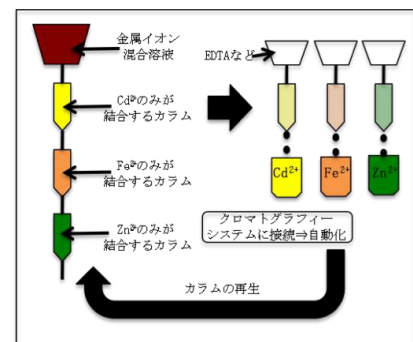 金属イオン
混合溶液
Cd²⁺のみが
結合するカラム
Fe²⁺のみが
結合するカラム
Zn²⁺のみが
結合するカラム
EDTAなど
Cd²⁺
Fe²⁺
Zn²⁺
クロマトグラフィー
システムに接続⇒自動化
カラムの再生